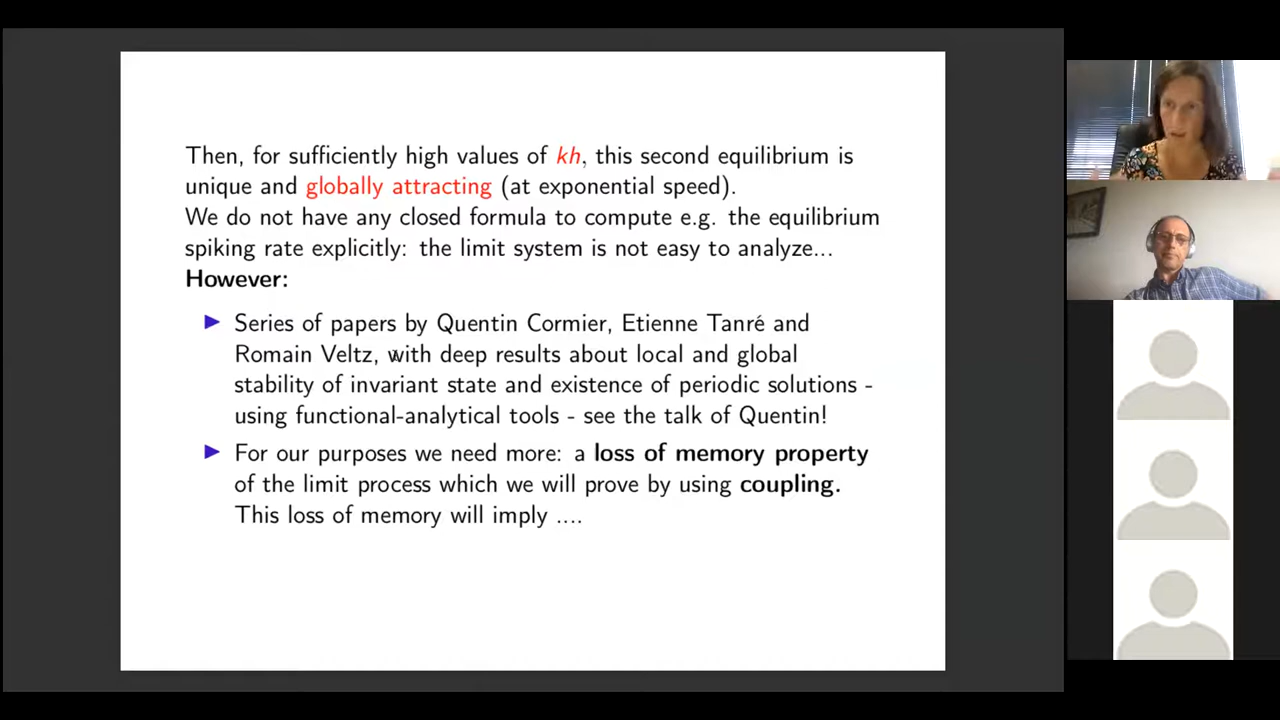 Then, for sufficiently high values of kh, this second equilibrium is
unique and globally attracting (at exponential speed).
We do not have any closed formula to compute e.g. the equilibrium
spiking rate explicitly: the limit system is not easy to analyze...
However:
Series of papers by Quentin Cormier, Etienne Tanré and
Romain Veltz, with deep results about local and global
stability of invariant state and existence of periodic solutions -
using functional-analytical tools - see the talk of Quentin!
For our purposes we need more: a loss of memory property
of the limit process which we will prove by using coupling.
This loss of memory will imply ....